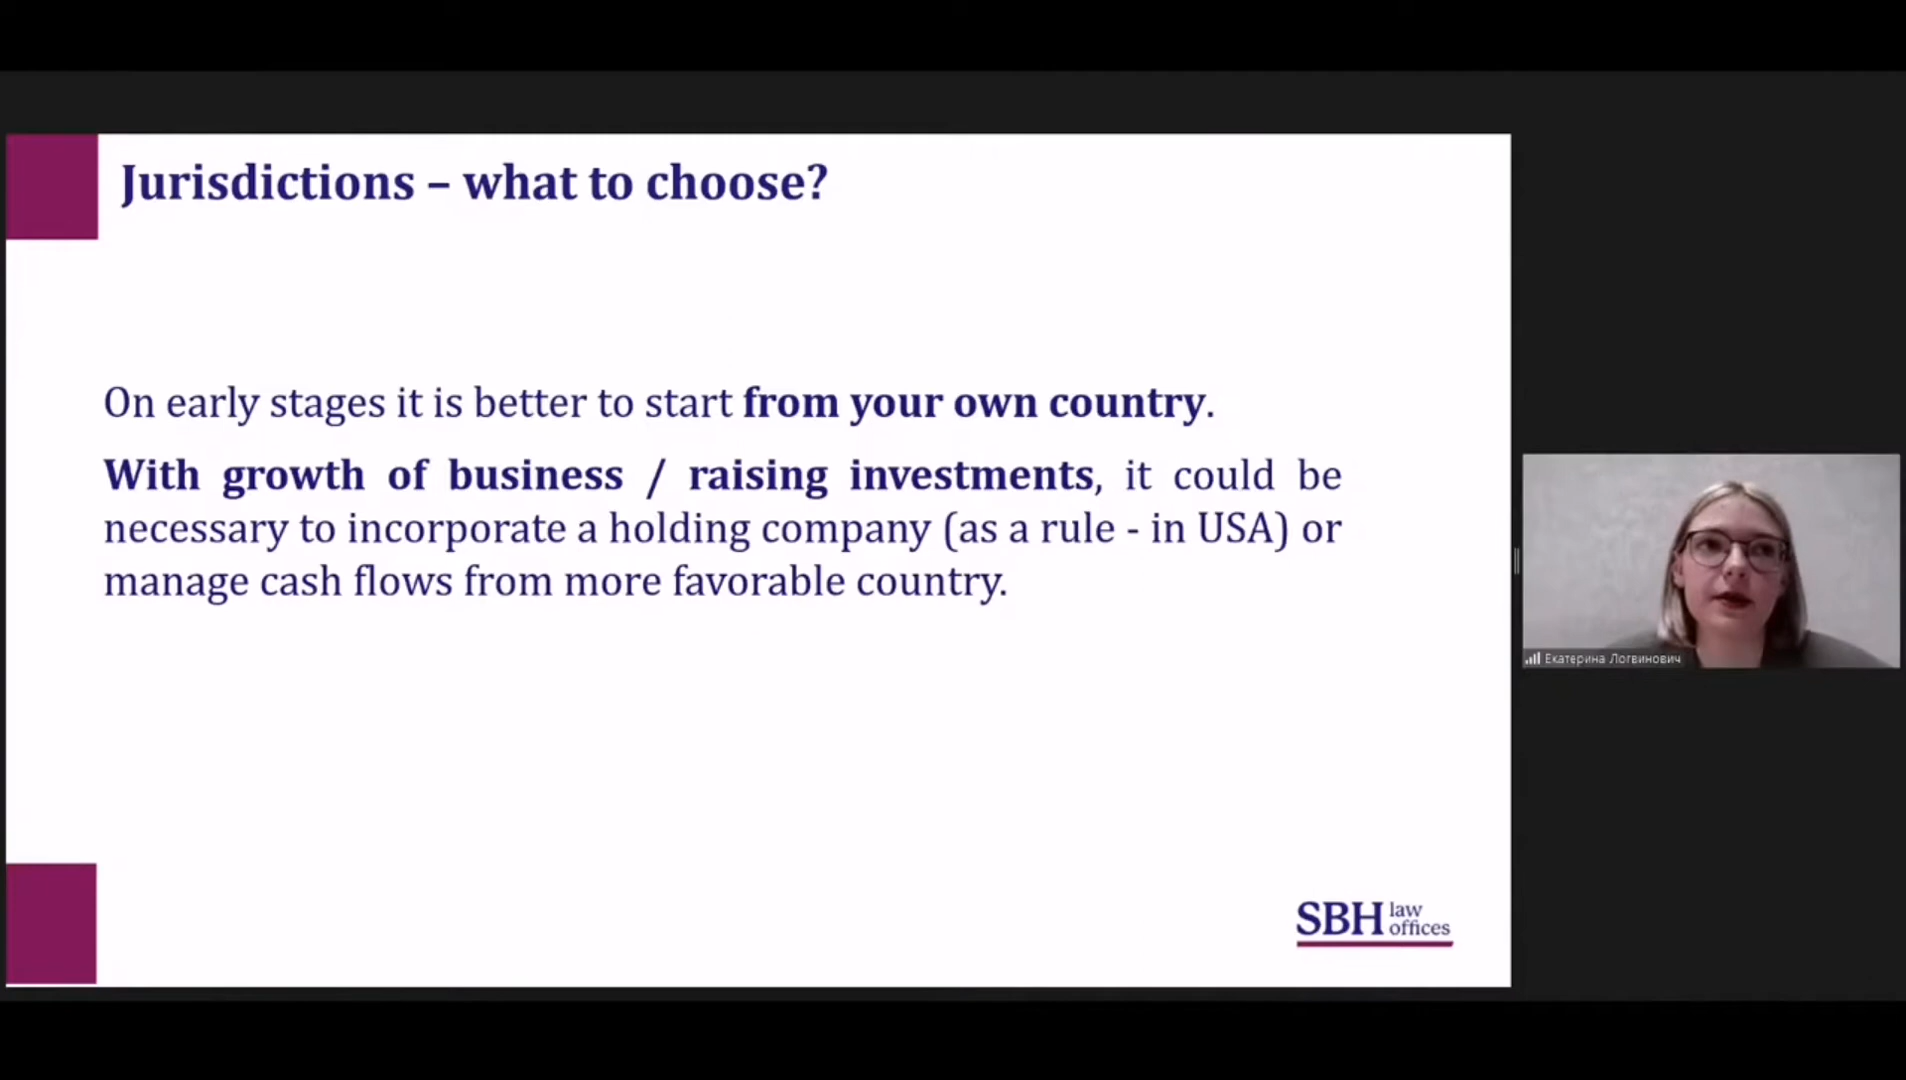 Jurisdictions – what to choose?
On early stages it is better to start from your own country.
With growth of business / raising investments, it could be
necessary to incorporate a holding company (as a rule - in USA) or
manage cash flows from more favorable country.
Екатерина Логвинович
SBH law
offices